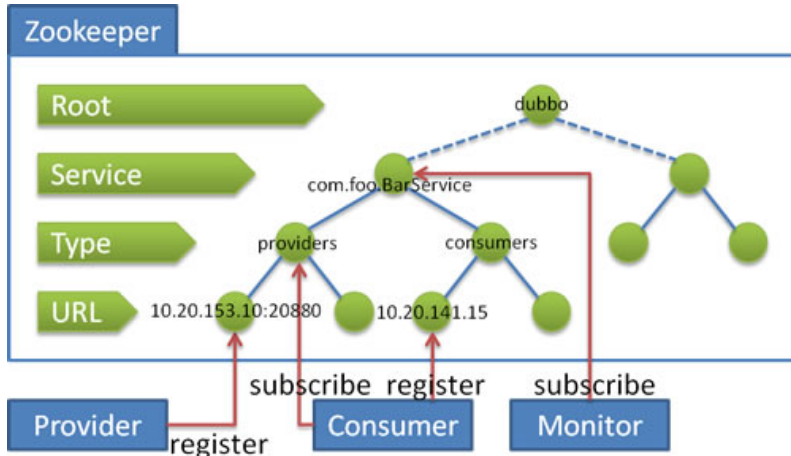 Zookeeper
Root
dubbo
Service
com.foo.BarService
Type
providers
consumers
URL
10.20.153.10:20880
10.20.141.15
subscribe
register
subscribe
Provider
register
Consumer
Monitor